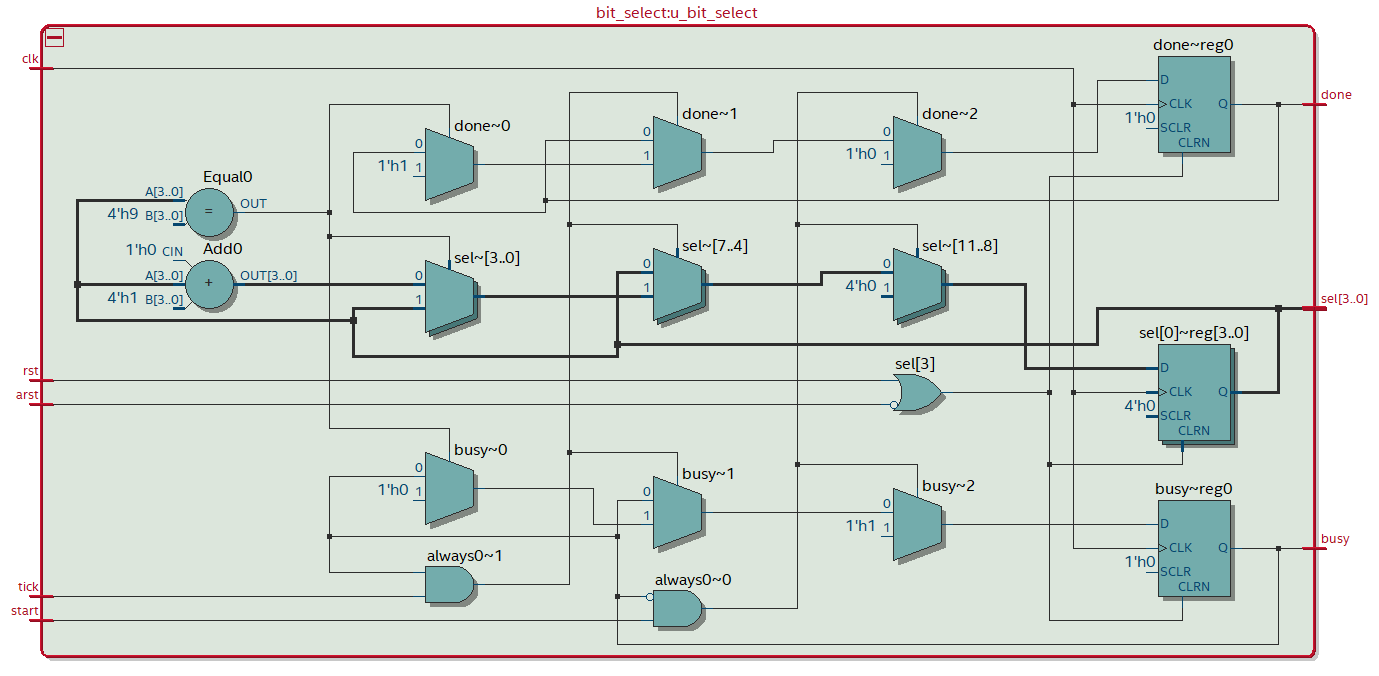 bit_select:u_bit_select
clk
done~reg0
D
CLK
Q
1'h0
SCLR
CLRN
done
done~0
0
1'h1
1
done~1
0
1
done~2
0
1'h0
1
Equal0
A[3..0]
4'h9
B[3..0]
=
OUT
Add0
1'h0
CIN
A[3..0]
4'h1
B[3..0]
+
OUT[3..0]
sel~[3..0]
0
1
sel~[7..4]
0
1
sel~[11..8]
0
4'h0
1
sel[3..0]
sel[0]~reg[3..0]
D
CLK
Q
4'h0
SCLR
CLRN
rst
arst
sel[3]
busy~0
0
1'h0
1
busy~1
0
1
busy~2
0
1'h1
1
busy~reg0
D
CLK
Q
1'h0
SCLR
CLRN
busy
always0~1
always0~0
tick
start